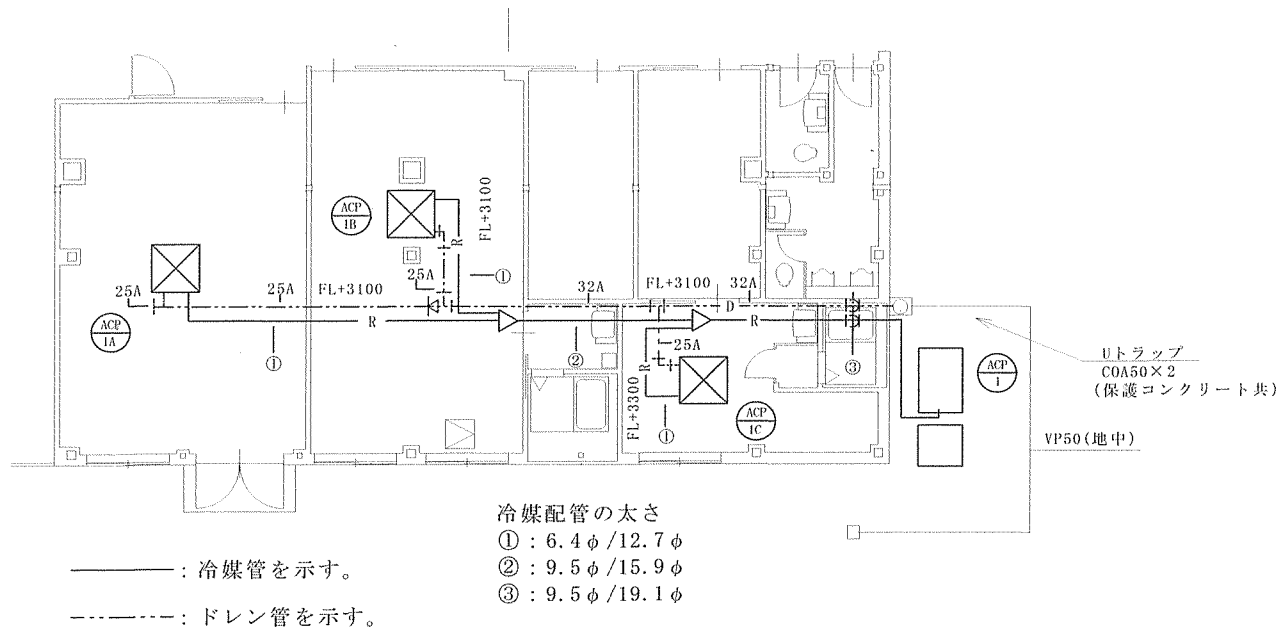 ACP
1B
R
FL+3100
①
25A
25A
25A
FL+3100
32A
FL+3100
32A
D
R
R
ACP
1A
①
②
25A
R
FL+3300
①
ACP
1C
③
ACP
1
Uトラップ
COA50×2
(保護コンクリート共)
VP50(地中)
冷媒配管の太さ
①:6.4φ/12.7φ
②:9.5φ/15.9φ
③:9.5φ/19.1φ
:冷媒管を示す。
:ドレン管を示す。